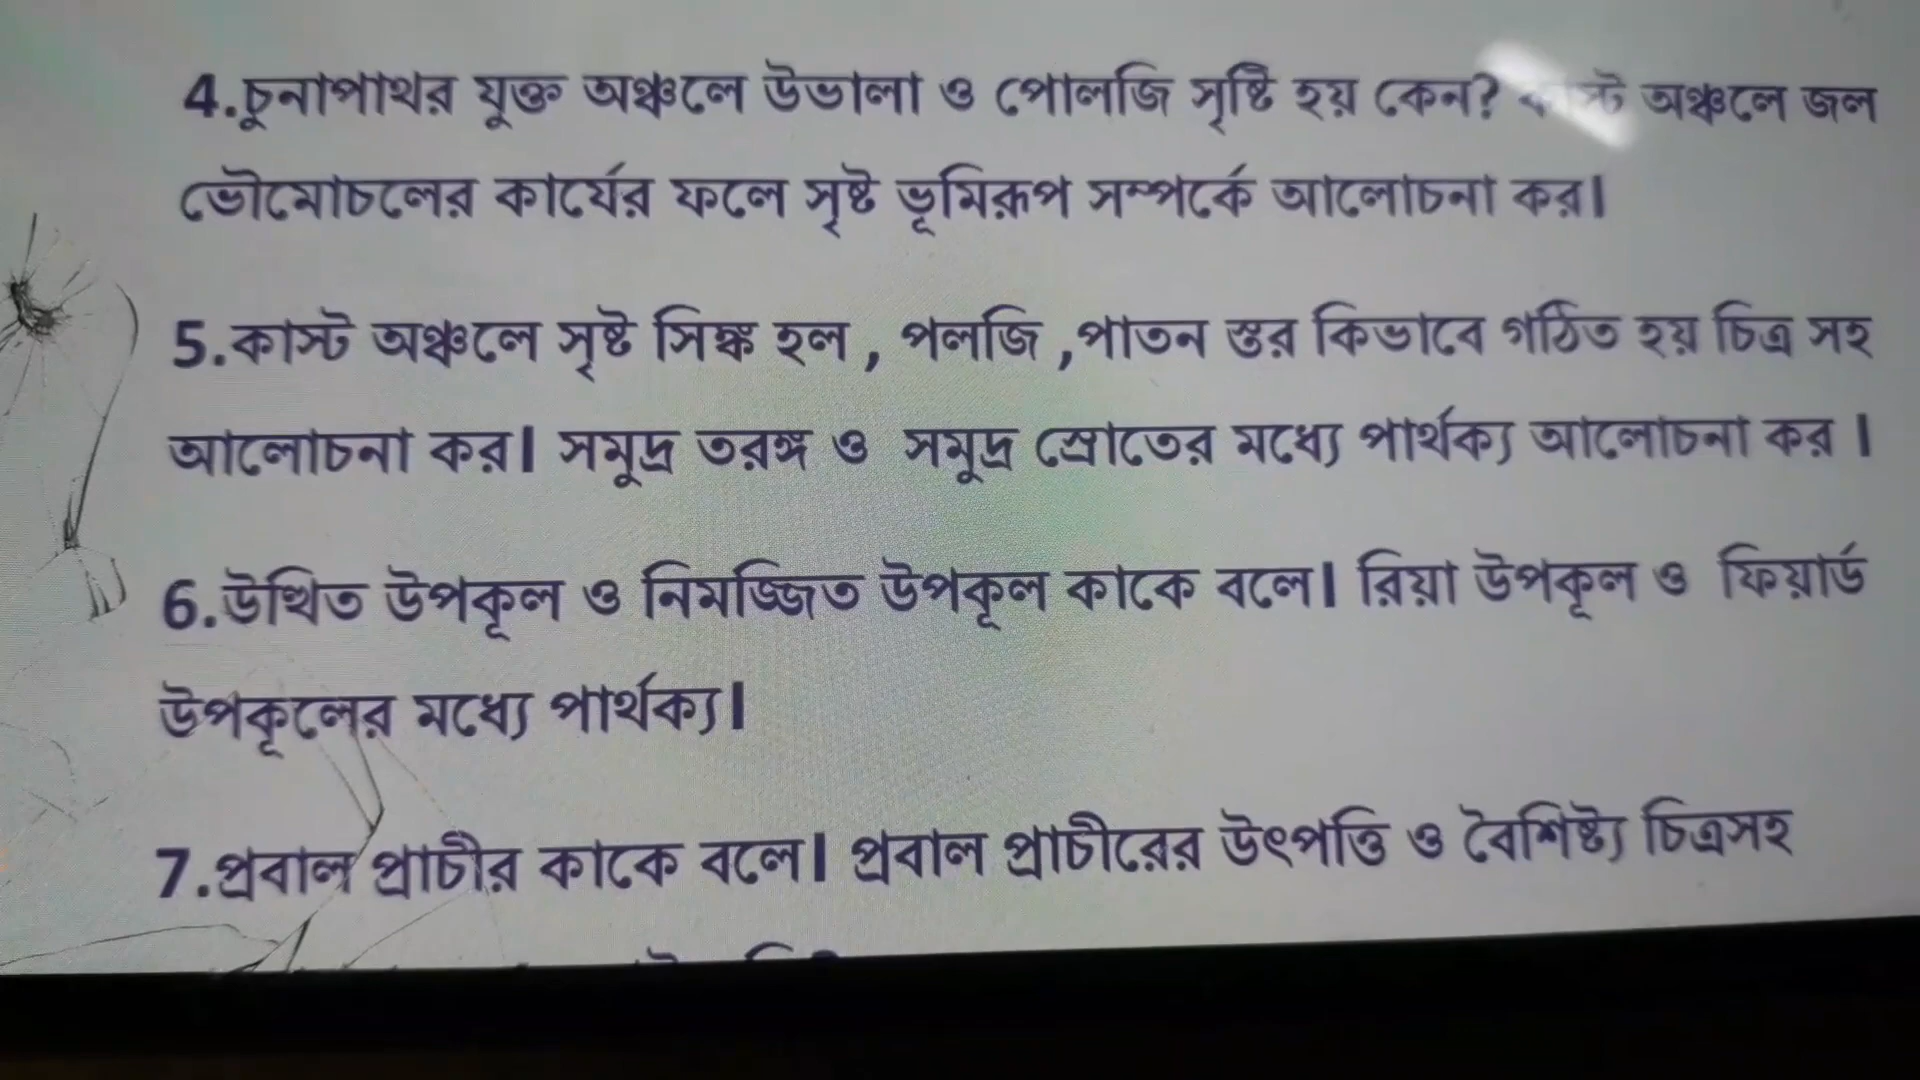 4.চুনাপাথর যুক্ত অঞ্চলে উভালা ও পোলজি সৃষ্টি হয় কেন? অঞ্চলে জল
ভৌমোচলের কার্যের ফলে সৃষ্ট ভূমিরূপ সম্পর্কে আলোচনা কর।
5.কাস্ট অঞ্চলে সৃষ্ট সিঙ্ক হল , পলজি ,পাতন স্তর কিভাবে গঠিত হয় চিত্র সহ
আলোচনা কর। সমুদ্র তরঙ্গ ও সমুদ্র স্রোতের মধ্যে পার্থক্য আলোচনা কর ।
6.উত্থিত উপকূল ও নিমজ্জিত উপকূল কাকে বলে। রিয়া উপকূল ও ফিয়ার্ড
উপকূলের মধ্যে পার্থক্য।
7.প্রবাল প্রাচীর কাকে বলে। প্রবাল প্রাচীরের উৎপত্তি ও বৈশিষ্ট্য চিত্রসহ